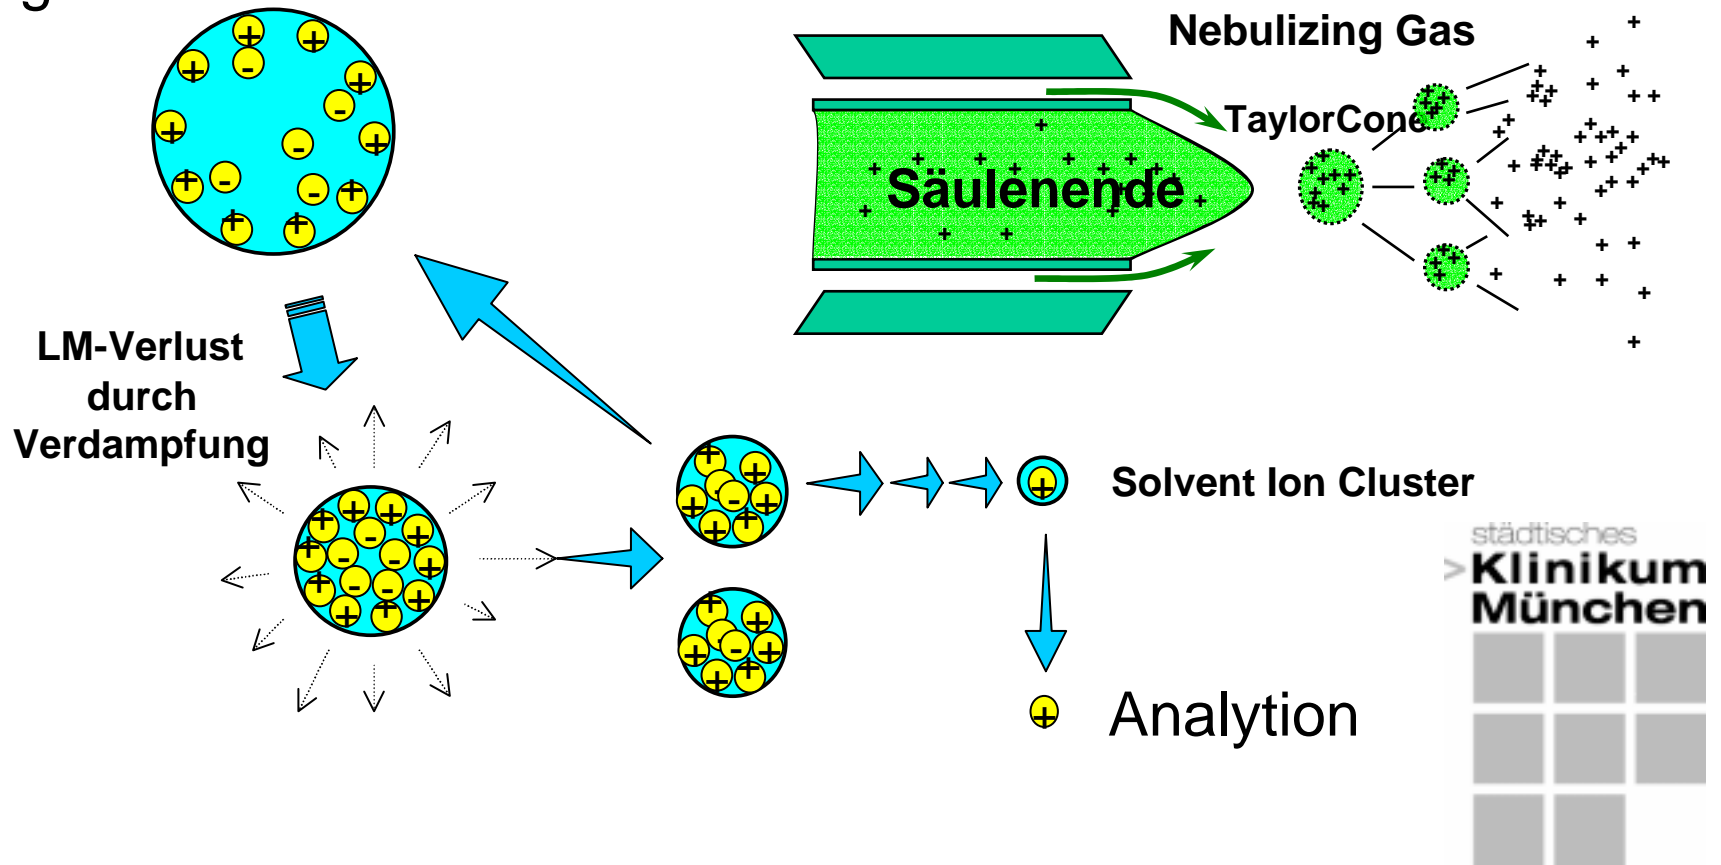 g
Nebulizing Gas
TaylorCone
Säulenende
LM-Verlust
durch
Verdampfung
Solvent Ion Cluster
städtisches
>Klinikum
München
Analytion